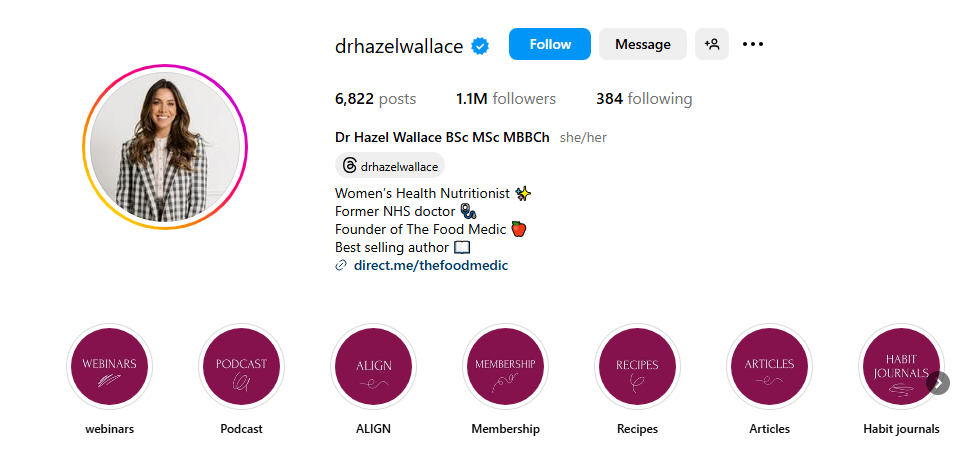 drhazelwallace
Follow
Message
6,822 posts
1.1M followers
384 following
Dr Hazel Wallace BSc MSc MBBCh she/her
drhazelwallace
Women's Health Nutritionist ✨
Former NHS doctor 🩺
Founder of The Food Medic 🍎
Best selling author 📖
direct.me/thefoodmedic
WEBINARS
PODCAST
ALIGN
MEMBERSHIP
RECIPES
ARTICLES
HABIT
JOURNALS
webinars
Podcast
ALIGN
Membership
Recipes
Articles
Habit journals